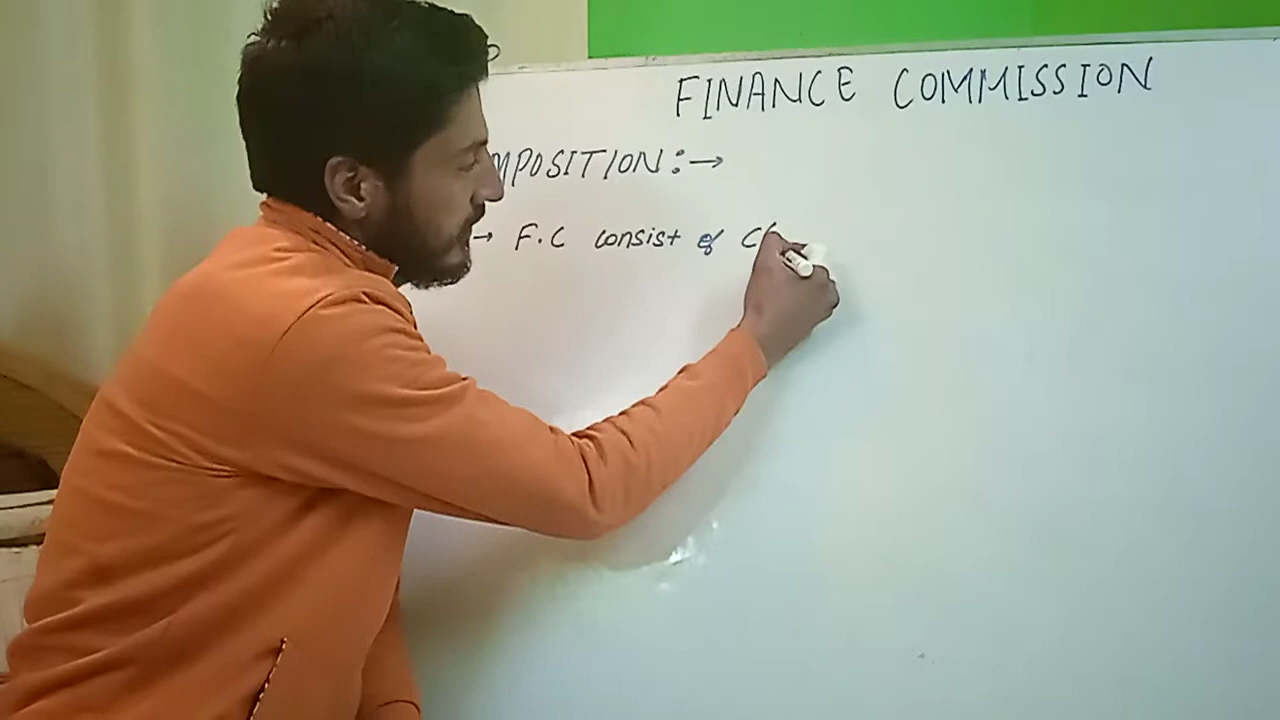 FINANCE COMMISSION
MPOSITION:→
→ F.C consist of